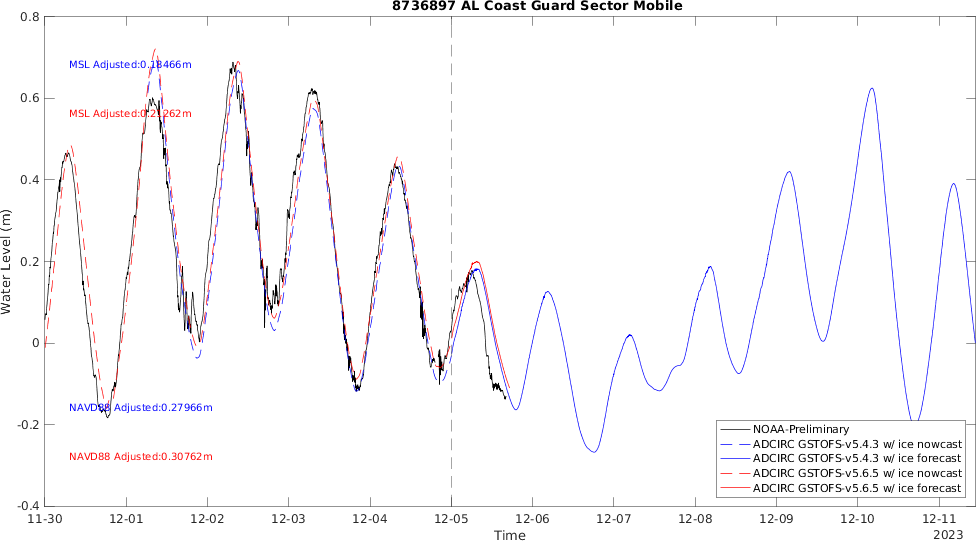 8736897 AL Coast Guard Sector Mobile
0.8
0.6
0.4
0.2
0
-0.2
-0.4
Water Level (m)
MSL Adjusted:0.18466m
MSL Adjusted:0.21262m
NAVD88 Adjusted:0.27966m
NAVD88 Adjusted:0.30762m
NOAA-Preliminary
ADCIRC GSTOFS-v5.4.3 w/ ice nowcast
ADCIRC GSTOFS-v5.4.3 w/ ice forecast
ADCIRC GSTOFS-v5.6.5 w/ ice nowcast
ADCIRC GSTOFS-v5.6.5 w/ ice forecast
11-30 12-01 12-02 12-03 12-04 12-05 12-06 12-07 12-08 12-09 12-10 12-11
Time
2023